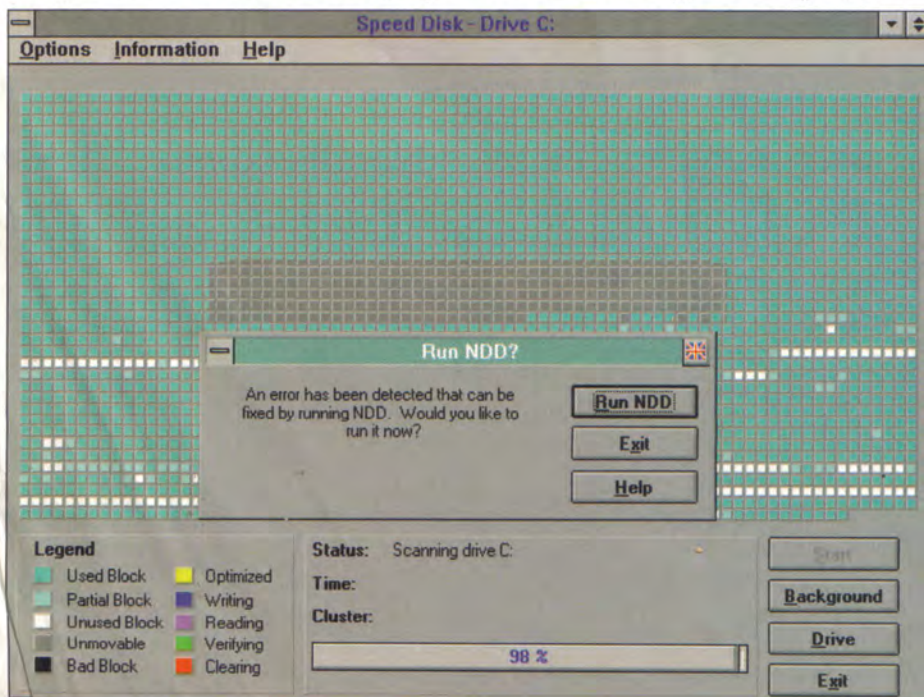 Speed Disk - Drive C:
Options Information Help
Run NDD?
An error has been detected that can be
fixed by running NDD. Would you like to
run it now?
Run NDD
Exit
Help
Legend
Used Block
Partial Block
Unused Block
Unmovable
Bad Block
Optimized
Writing
Reading
Verifying
Clearing
Status: Scanning drive C:
Time:
Cluster:
98 %
Start
Background
Drive
Exit